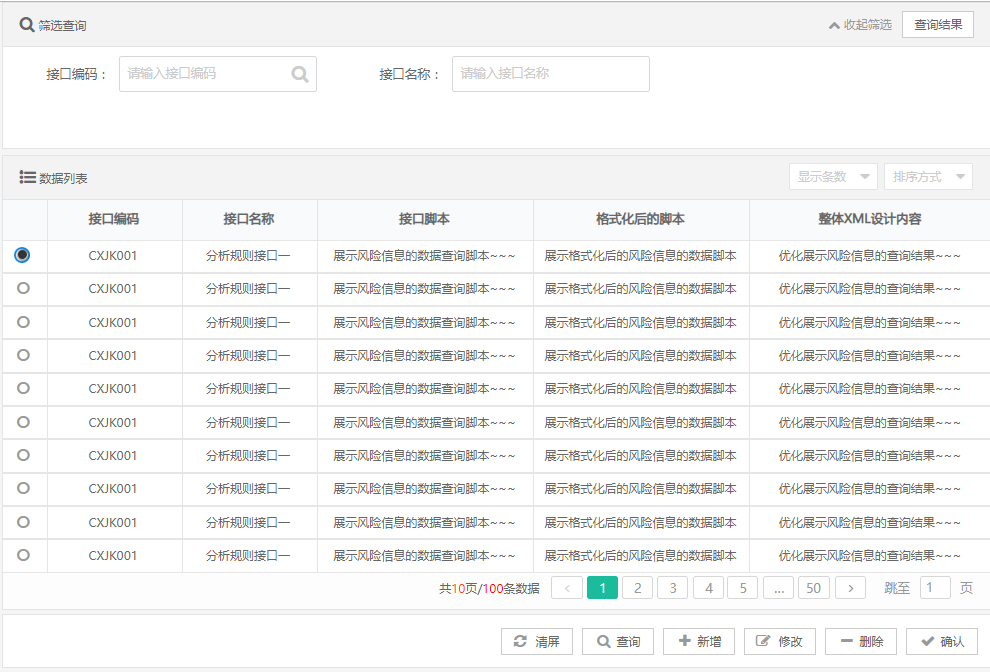 筛选查询 收起筛选 查询结果
接口编码： 请输入接口编码 接口名称： 请输入接口名称
数据列表 显示条数 排序方式
接口编码 接口名称 接口脚本 格式化后的脚本 整体XML设计内容
CXJK001 分析规则接口一 展示风险信息的数据查询脚本~~~ 展示格式化后的风险信息的数据脚本 优化展示风险信息的查询结果~~~
CXJK001 分析规则接口一 展示风险信息的数据查询脚本~~~ 展示格式化后的风险信息的数据脚本 优化展示风险信息的查询结果~~~
CXJK001 分析规则接口一 展示风险信息的数据查询脚本~~~ 展示格式化后的风险信息的数据脚本 优化展示风险信息的查询结果~~~
CXJK001 分析规则接口一 展示风险信息的数据查询脚本~~~ 展示格式化后的风险信息的数据脚本 优化展示风险信息的查询结果~~~
CXJK001 分析规则接口一 展示风险信息的数据查询脚本~~~ 展示格式化后的风险信息的数据脚本 优化展示风险信息的查询结果~~~
CXJK001 分析规则接口一 展示风险信息的数据查询脚本~~~ 展示格式化后的风险信息的数据脚本 优化展示风险信息的查询结果~~~
CXJK001 分析规则接口一 展示风险信息的数据查询脚本~~~ 展示格式化后的风险信息的数据脚本 优化展示风险信息的查询结果~~~
CXJK001 分析规则接口一 展示风险信息的数据查询脚本~~~ 展示格式化后的风险信息的数据脚本 优化展示风险信息的查询结果~~~
CXJK001 分析规则接口一 展示风险信息的数据查询脚本~~~ 展示格式化后的风险信息的数据脚本 优化展示风险信息的查询结果~~~
CXJK001 分析规则接口一 展示风险信息的数据查询脚本~~~ 展示格式化后的风险信息的数据脚本 优化展示风险信息的查询结果~~~
共10页/100条数据 < 1 2 3 4 5 ... 50 > 跳至 1 页
清屏 查询 新增 修改 删除 确认